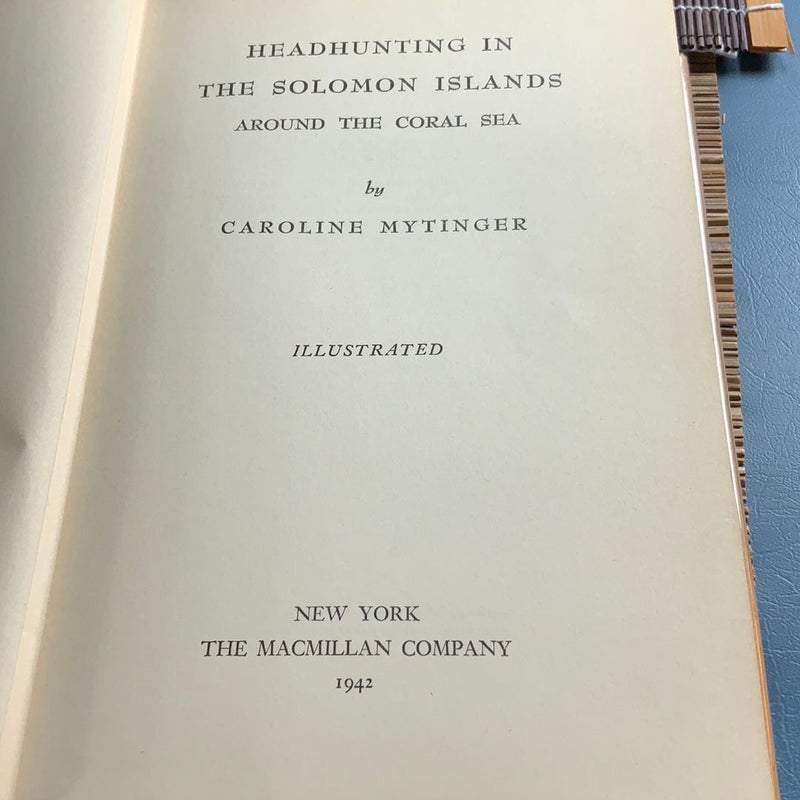 HEADHUNTING IN
THE SOLOMON ISLANDS
AROUND THE CORAL SEA
by
CAROLINE MYTINGER
ILLUSTRATED
NEW YORK
THE MACMILLAN COMPANY
1942